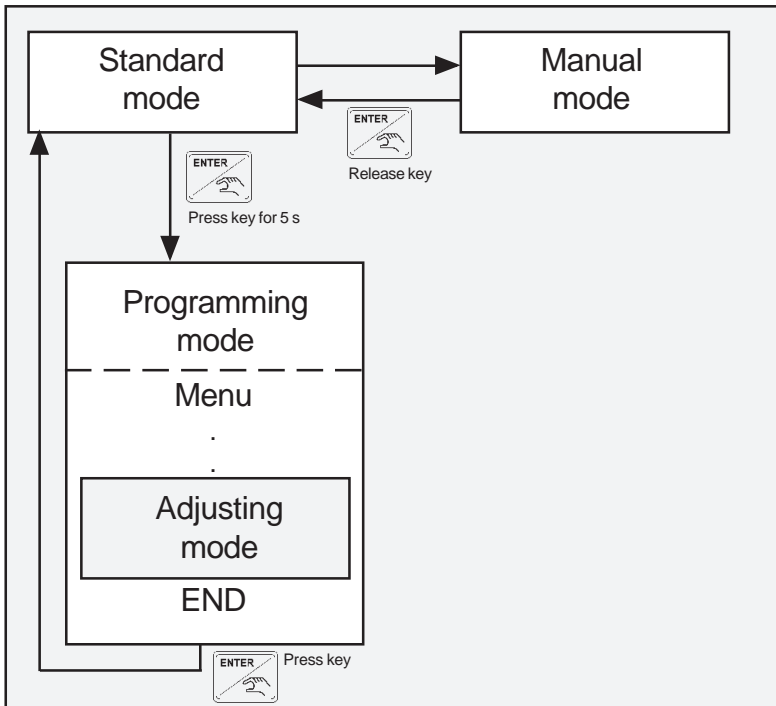 Standard
mode
Manual
mode
ENTER
Release key
ENTER
Press key for 5 s
Programming
mode
Menu
.
.
Adjusting
mode
END
ENTER
Press key